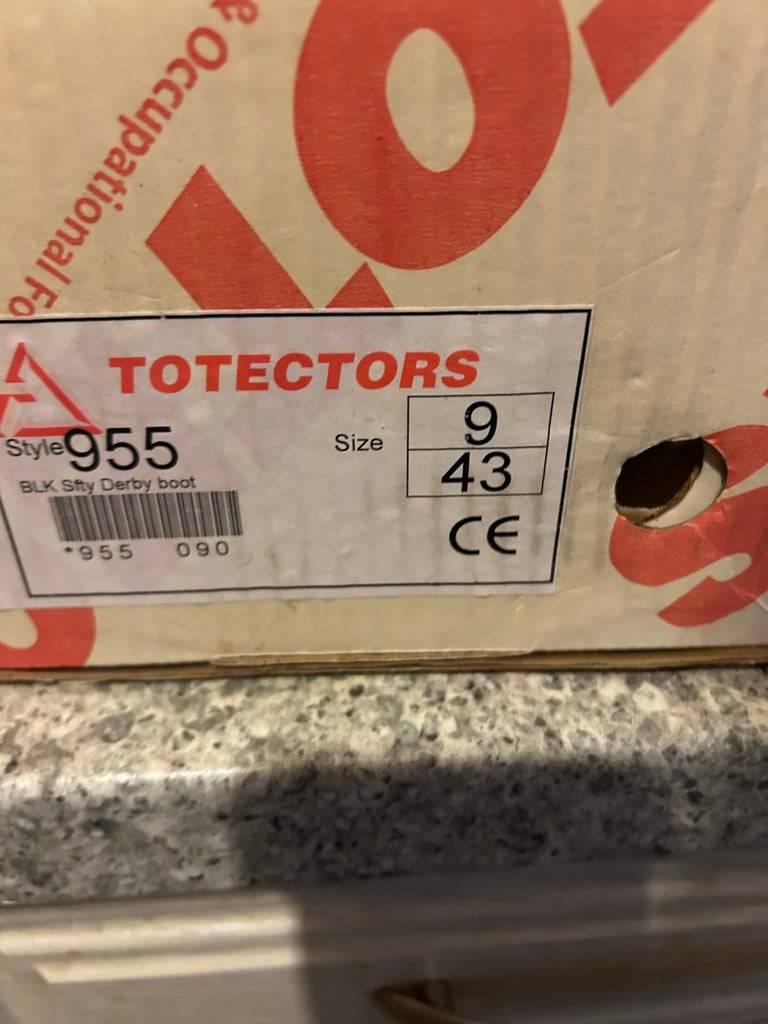 & Occupational Fo
TOTECTORS
Style 955
Size
9
43
BLK Sfty Derby boot
*955 090
CE